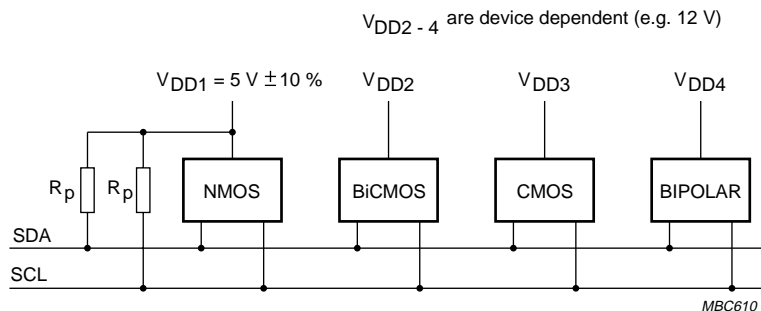 VDD2 - 4 are device dependent (e.g. 12 V)
VDD1 = 5 V ±10 % VDD2 VDD3 VDD4
Rp Rp NMOS BiCMOS CMOS BIPOLAR
SDA
SCL
MBC610